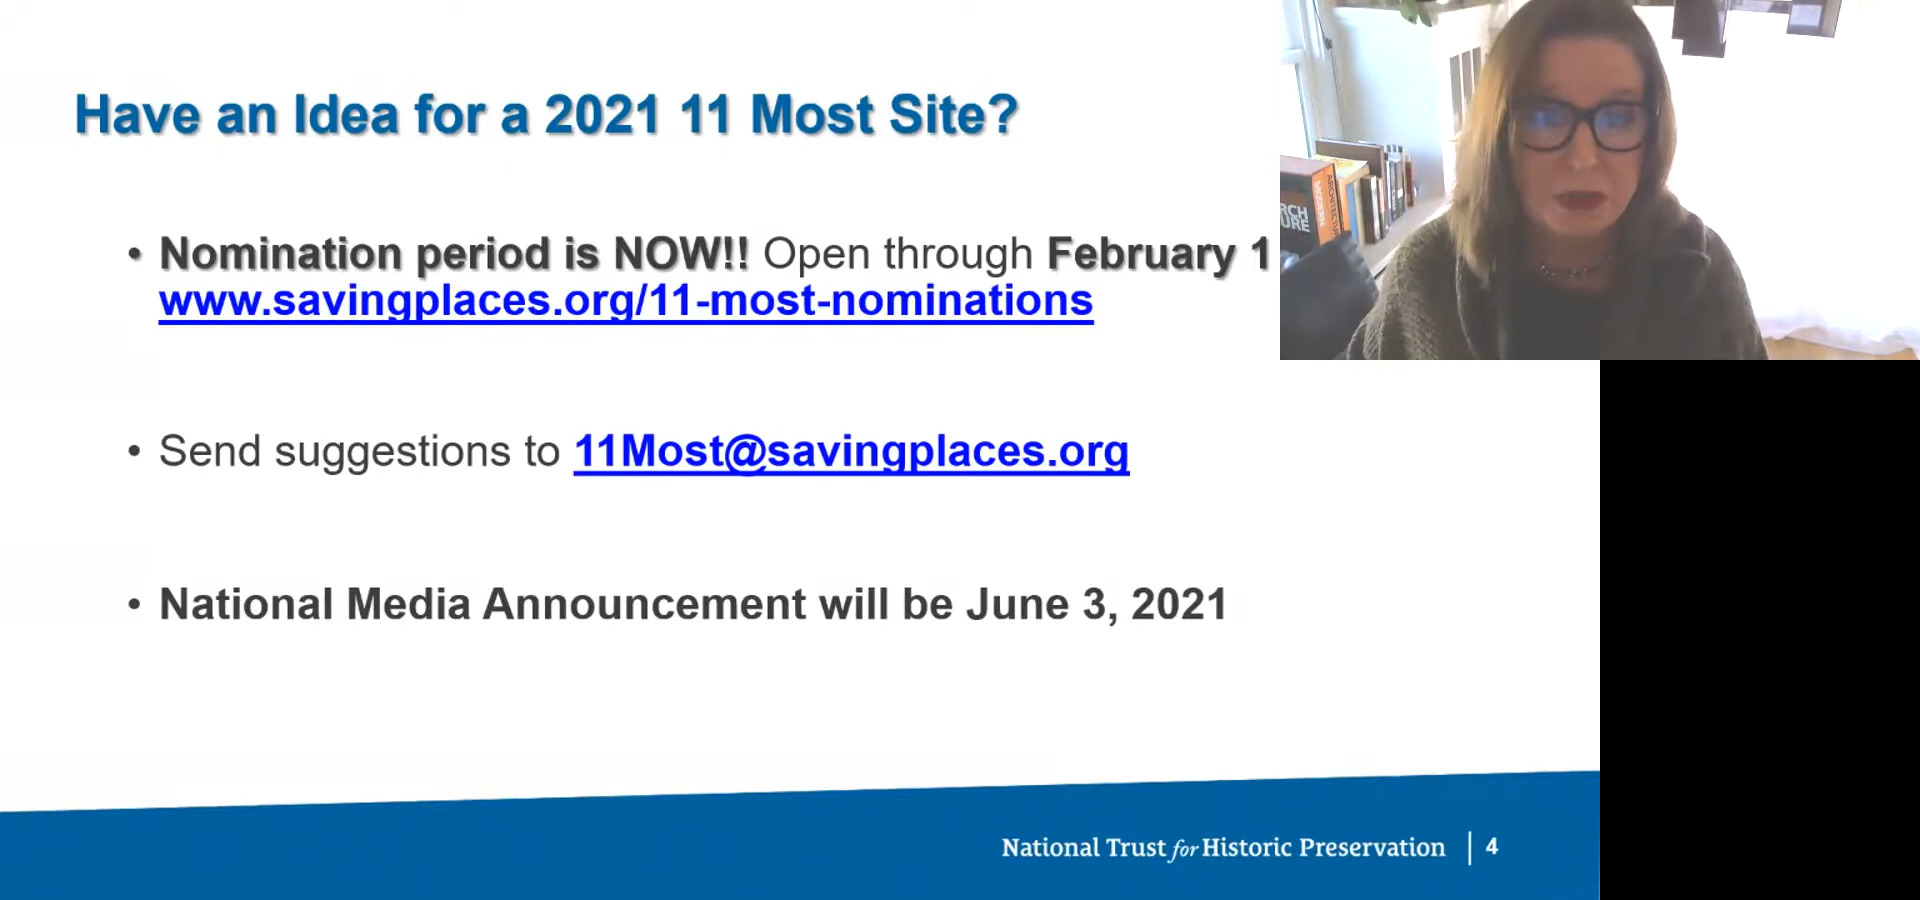 Have an Idea for a 2021 11 Most Site?
• Nomination period is NOW!! Open through February 1
www.savingplaces.org/11-most-nominations
• Send suggestions to 11Most@savingplaces.org
• National Media Announcement will be June 3, 2021
National Trust for Historic Preservation | 4
MODERN
ARCHITECTURE